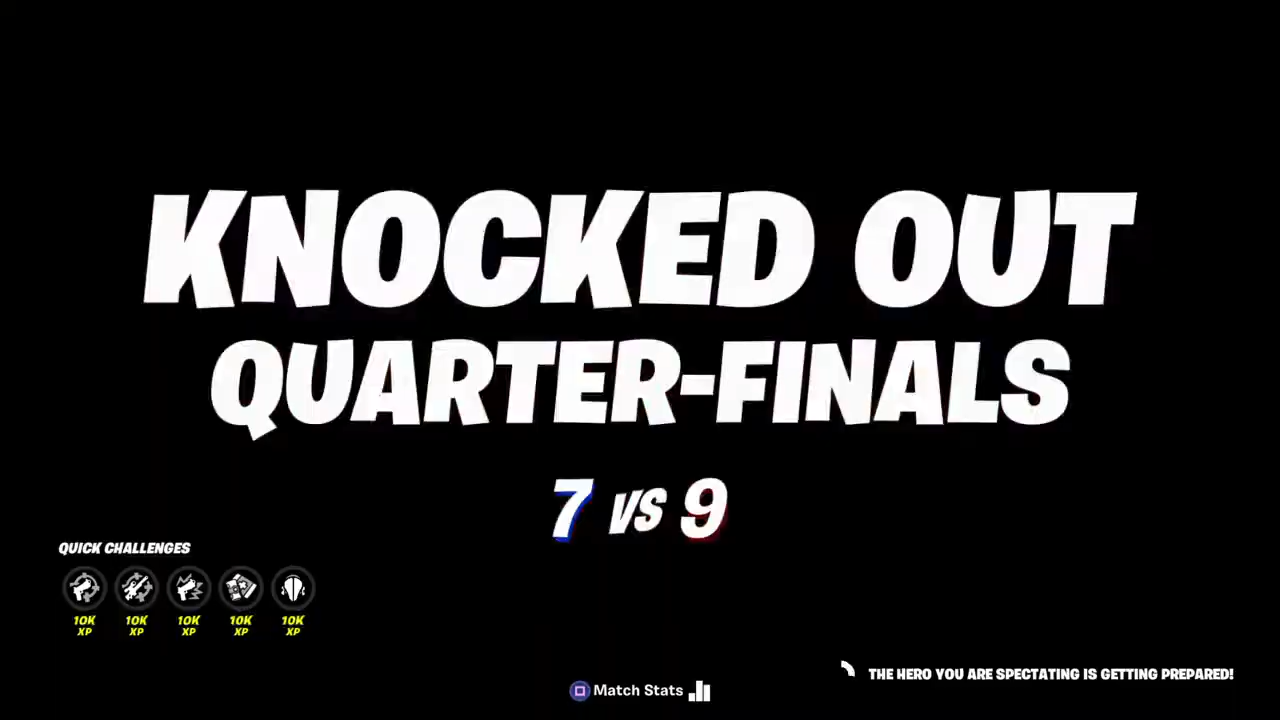 KNOCKED OUT
QUARTER-FINALS
7 VS 9
QUICK CHALLENGES
10K XP 10K XP 10K XP 10K XP 10K XP
THE HERO YOU ARE SPECTATING IS GETTING PREPARED!
Match Stats